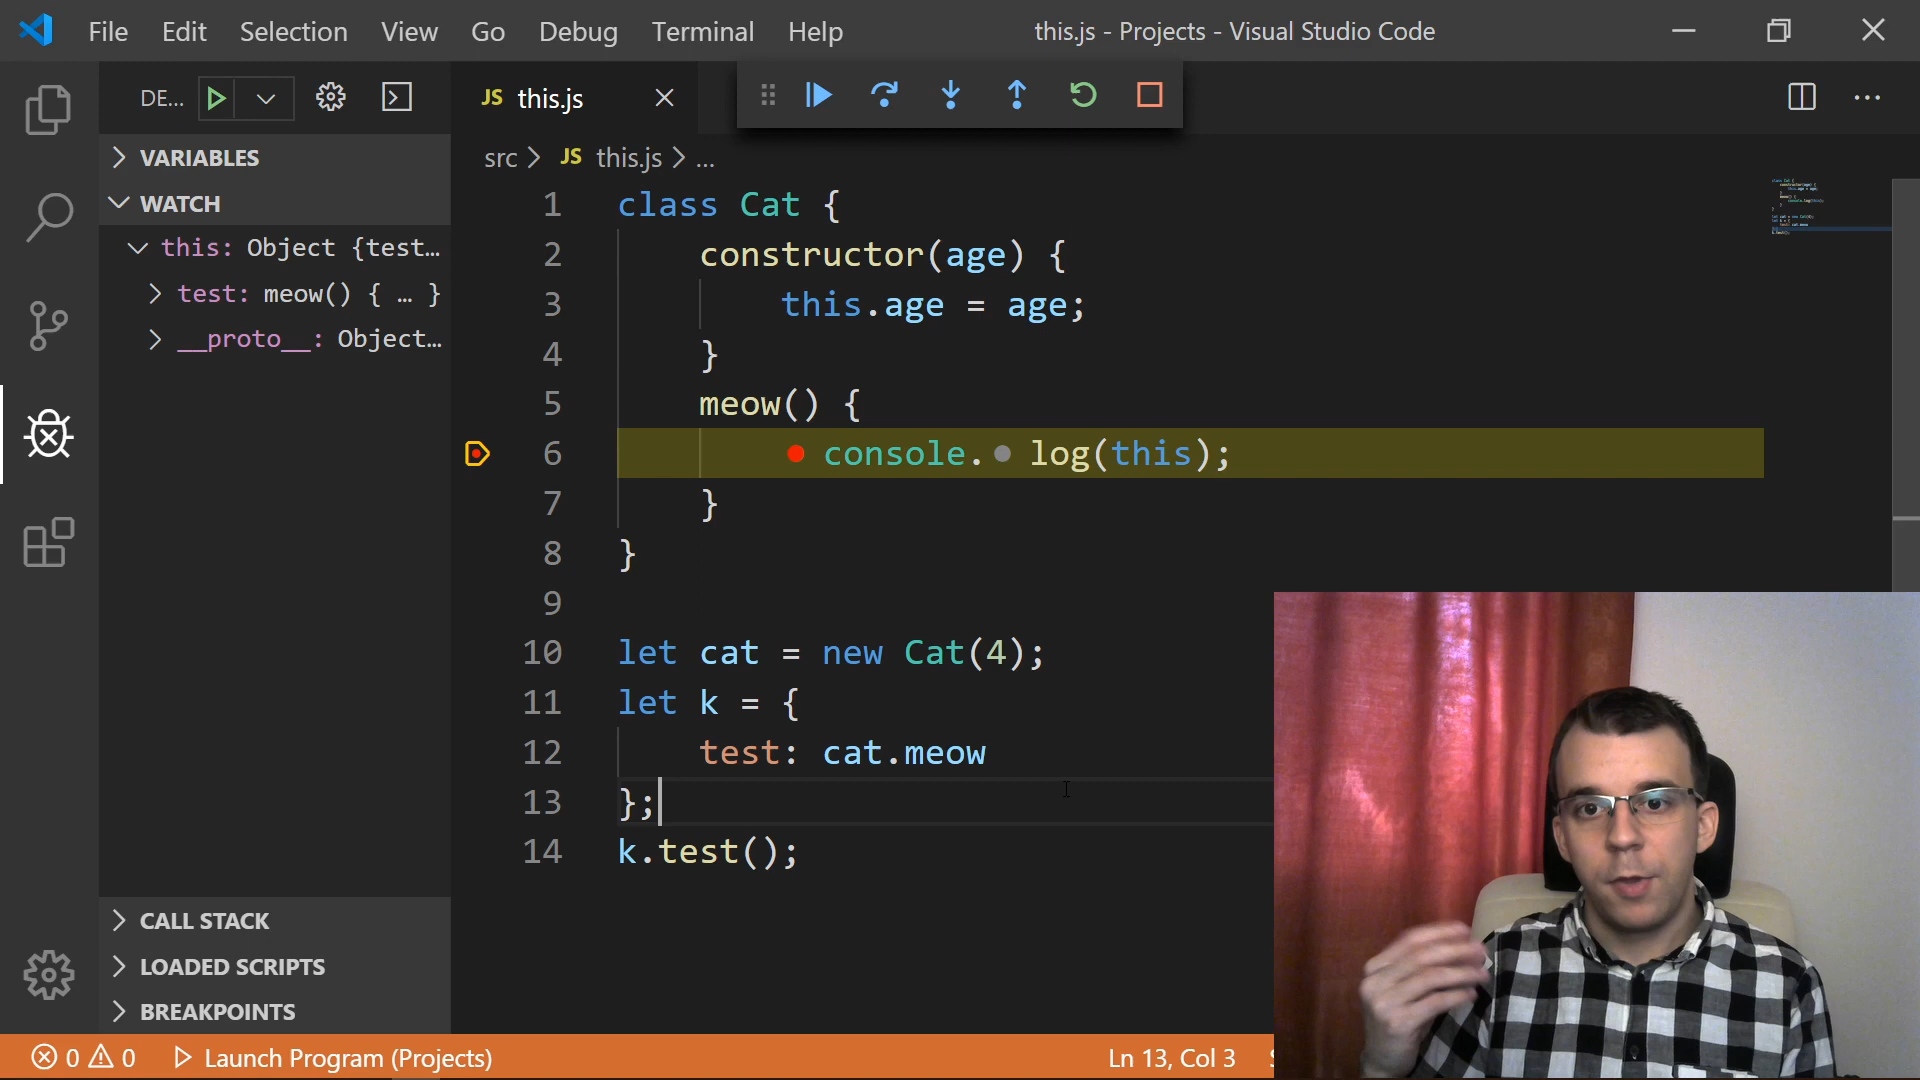 File Edit Selection View Go Debug Terminal Help
this.js - Projects - Visual Studio Code
DE...
JS this.js
VARIABLES
WATCH
this: Object {test...
test: meow() { … }
__proto__: Object...
CALL STACK
LOADED SCRIPTS
BREAKPOINTS
src > JS this.js > ...
1 class Cat {
2 constructor(age) {
3 this.age = age;
4 }
5 meow() {
6 console. log(this);
7 }
8 }
9
10 let cat = new Cat(4);
11 let k = {
12 test: cat.meow
13 };
14 k.test();
0 0 Launch Program (Projects)
Ln 13, Col 3